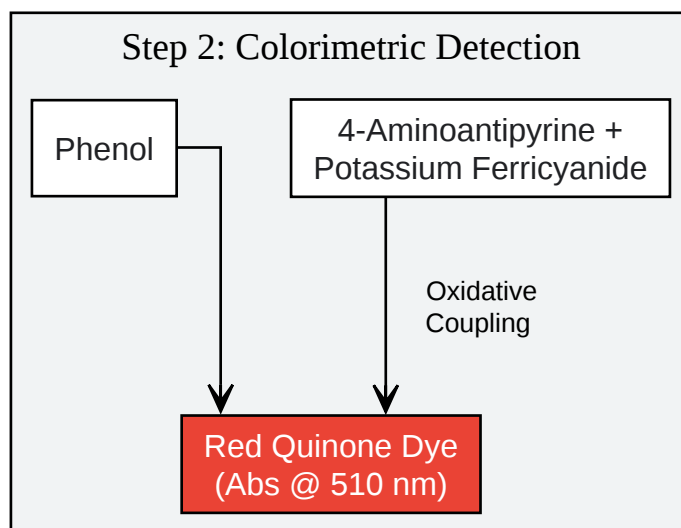 Step 2: Colorimetric Detection
Phenol
4-Aminoantipyrine +
Potassium Ferricyanide
Oxidative
Coupling
Red Quinone Dye
(Abs @ 510 nm)